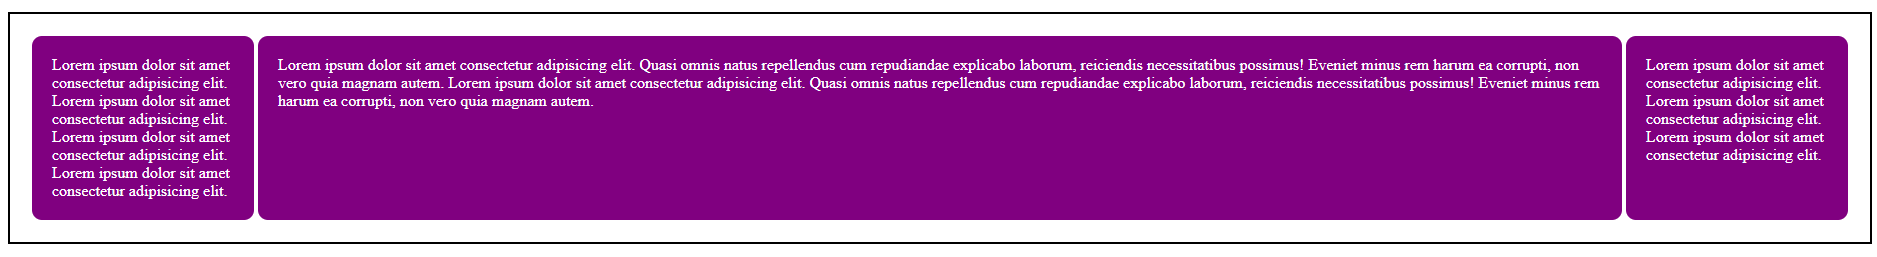 Lorem ipsum dolor sit amet
consectetur adipisicing elit.
Lorem ipsum dolor sit amet
consectetur adipisicing elit.
Lorem ipsum dolor sit amet
consectetur adipisicing elit.
Lorem ipsum dolor sit amet
consectetur adipisicing elit.
Lorem ipsum dolor sit amet consectetur adipisicing elit. Quasi omnis natus repellendus cum repudiandae explicabo laborum, reiciendis necessitatibus possimus! Eveniet minus rem harum ea corrupti, non
vero quia magnam autem. Lorem ipsum dolor sit amet consectetur adipisicing elit. Quasi omnis natus repellendus cum repudiandae explicabo laborum, reiciendis necessitatibus possimus! Eveniet minus rem
harum ea corrupti, non vero quia magnam autem.
Lorem ipsum dolor sit amet
consectetur adipisicing elit.
Lorem ipsum dolor sit amet
consectetur adipisicing elit.
Lorem ipsum dolor sit amet
consectetur adipisicing elit.